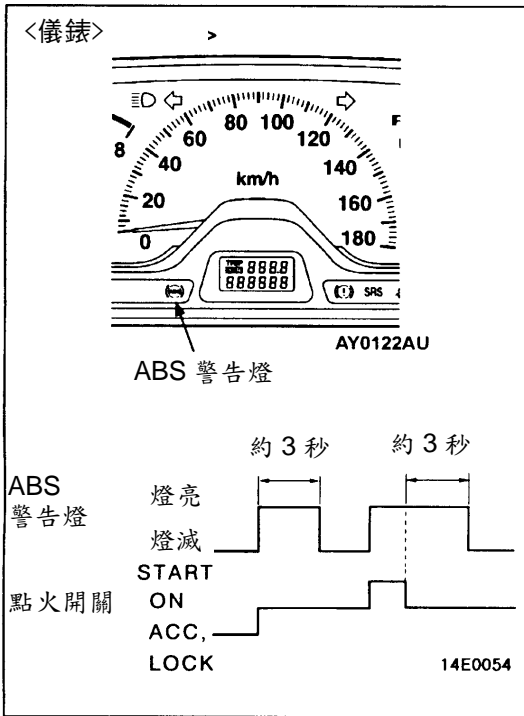 <儀錶>
>
80 100
60 120
8 40 140
km/h
20 160
0 180
SRS
AY0122AU
ABS 警告燈
約 3 秒 約 3 秒
ABS 燈亮
警告燈
燈滅
START
點火開關 ON
ACC,
LOCK 14E0054